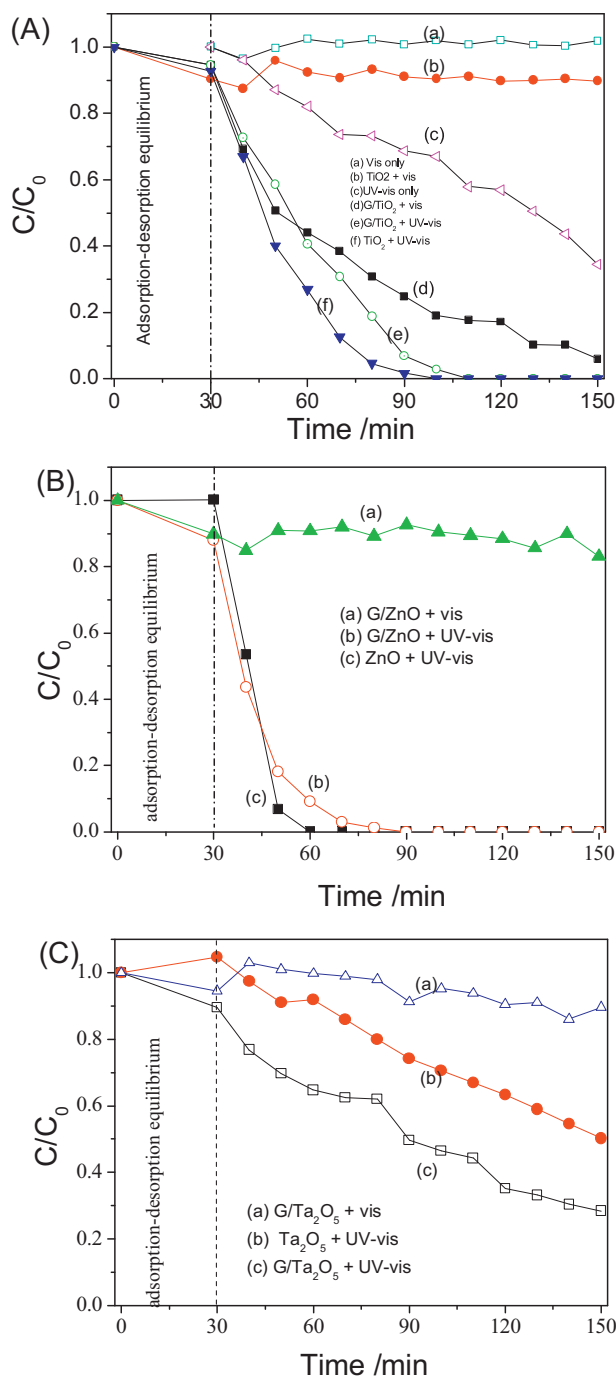 (A)
(a)
1.0
(b)
0.8
(c)
(a) Vis only
(b) TiO2 + vis
(c)UV-vis only
(d)G/TiO₂ + vis
(e)G/TiO₂ + UV-vis
(f) TiO₂ + UV-vis
C/C₀
Adsorption-desorption equilibrium
0.6
0.4
(d)
(f)
(e)
0.2
0.0
0 30 60 90 120 150
Time /min
(B)
1.0
(a)
0.8
(a) G/ZnO + vis
(b) G/ZnO + UV-vis
(c) ZnO + UV-vis
C/C₀
adsorption-desorption equilibrium
0.6
0.4
0.2
(c)
(b)
0.0
0 30 60 90 120 150
Time /min
(C)
1.0
(a)
0.8
(b)
C/C₀
adsorption-desorption equilibrium
0.6
0.4
(c)
(a) G/Ta₂O₅ + vis
(b) Ta₂O₅ + UV-vis
(c) G/Ta₂O₅ + UV-vis
0.2
0.0
0 30 60 90 120 150
Time /min